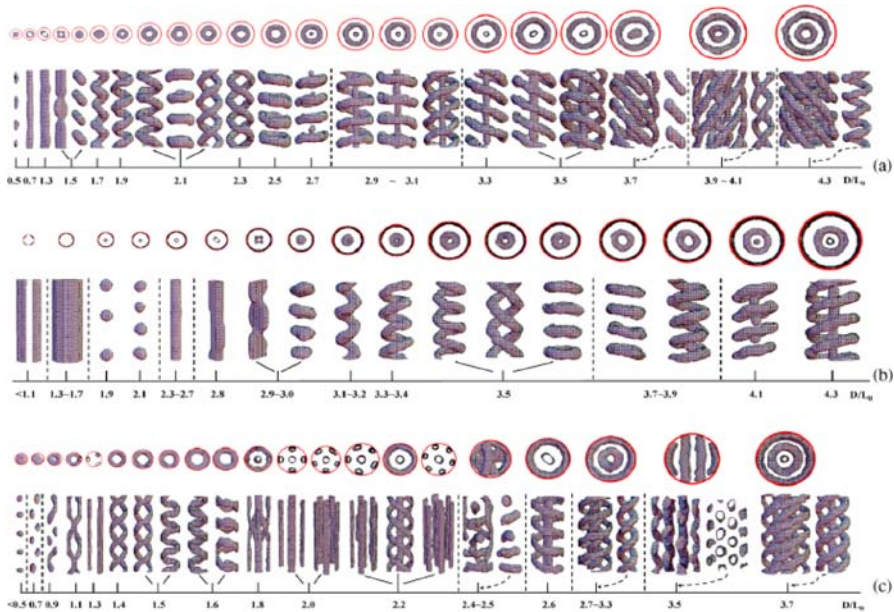 (a)
0.5 0.7 1.3 1.5 1.7 1.9 2.1 2.3 2.5 2.7 2.9 – 3.1 3.3 3.5 3.7 3.9 – 4.1 4.3 D/L₀
(b)
<1.1 1.3–1.7 1.9 2.1 2.3–2.7 2.8 2.9–3.0 3.1–3.2 3.3–3.4 3.5 3.7–3.9 4.1 4.3 D/L₀
(c)
<0.5 0.7 0.9 1.1 1.3 1.4 1.5 1.6 1.8 2.0 2.2 2.4–2.5 2.6 2.7–3.3 3.5 3.7 D/L₀